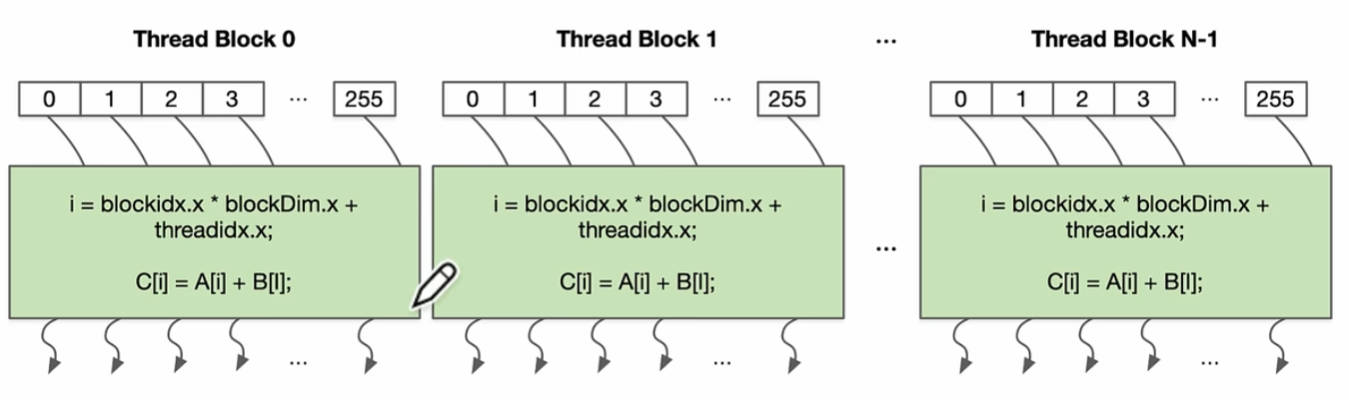 Thread Block 0 Thread Block 1 ... Thread Block N-1
0 1 2 3 ... 255 0 1 2 3 ... 255 0 1 2 3 ... 255
i = blockidx.x * blockDim.x +
threadidx.x;
C[i] = A[i] + B[I];
i = blockidx.x * blockDim.x +
threadidx.x;
C[i] = A[i] + B[I];
...
i = blockidx.x * blockDim.x +
threadidx.x;
C[i] = A[i] + B[I];
... ... ...